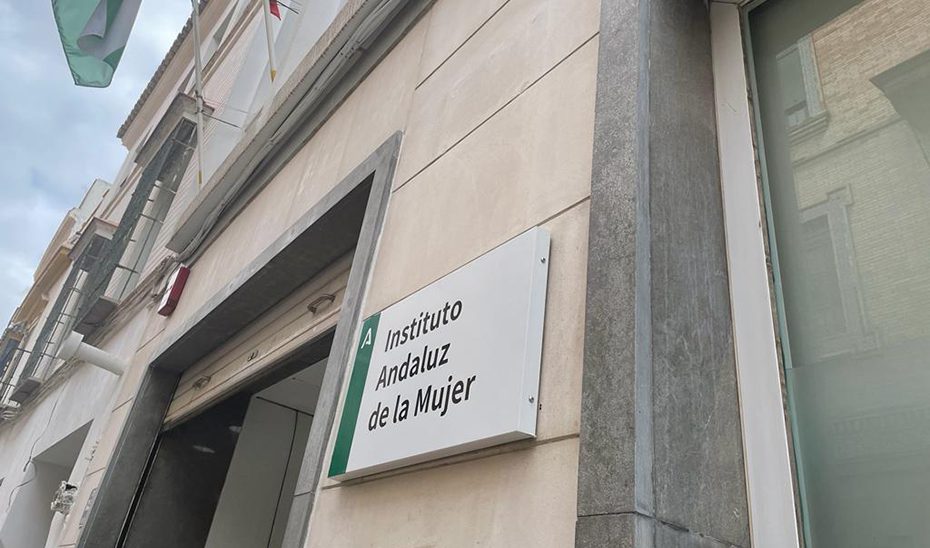 Instituto
Andaluz
de la Mujer